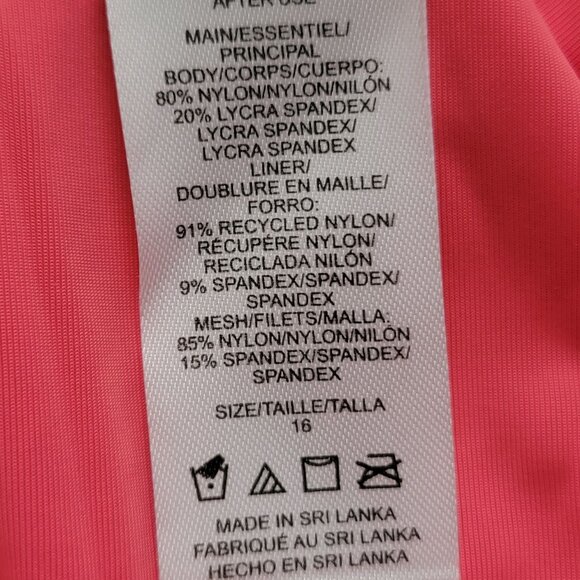 AFTER USE
MAIN/ESSENTIEL/
PRINCIPAL
BODY/CORPS/CUERPO:
80% NYLON/NYLON/NILÓN
20% LYCRA SPANDEX/
LYCRA SPANDEX/
LYCRA SPANDEX
LINER/
DOUBLURE EN MAILLE/
FORRO:
91% RECYCLED NYLON/
RÉCUPÉRE NYLON/
RECICLADA NILÓN
9% SPANDEX/SPANDEX/
SPANDEX
MESH/FILETS/MALLA:
85% NYLON/NYLON/NILÓN
15% SPANDEX/SPANDEX/
SPANDEX
SIZE/TAILLE/TALLA
16
MADE IN SRI LANKA
FABRIQUÉ AU SRI LANKA
HECHO EN SRI LANKA